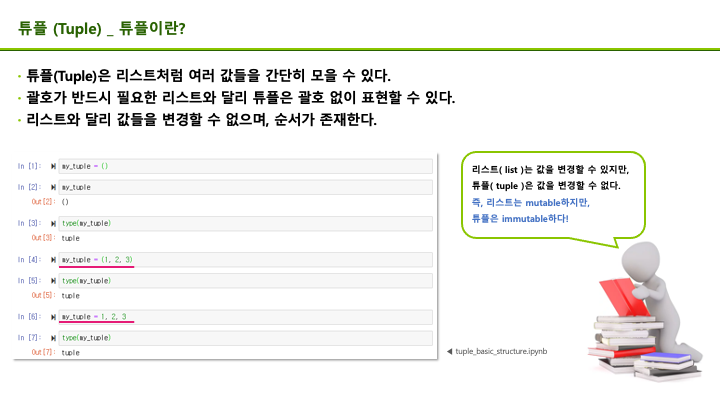 튜플 (Tuple) _ 튜플이란?
• 튜플(Tuple)은 리스트처럼 여러 값들을 간단히 모을 수 있다.
• 괄호가 반드시 필요한 리스트와 달리 튜플은 괄호 없이 표현할 수 있다.
• 리스트와 달리 값들을 변경할 수 없으며, 순서가 존재한다.
In [1]: my_tuple = ()
In [2]: my_tuple
Out[2]: ()
In [3]: type(my_tuple)
Out[3]: tuple
In [4]: my_tuple = (1, 2, 3)
In [5]: type(my_tuple)
Out[5]: tuple
In [6]: my_tuple = 1, 2, 3
In [7]: type(my_tuple)
Out[7]: tuple
리스트( list )는 값을 변경할 수 있지만,
튜플( tuple )은 값을 변경할 수 없다.
즉, 리스트는 mutable하지만,
튜플은 immutable하다!
◀ tuple_basic_structure.ipynb